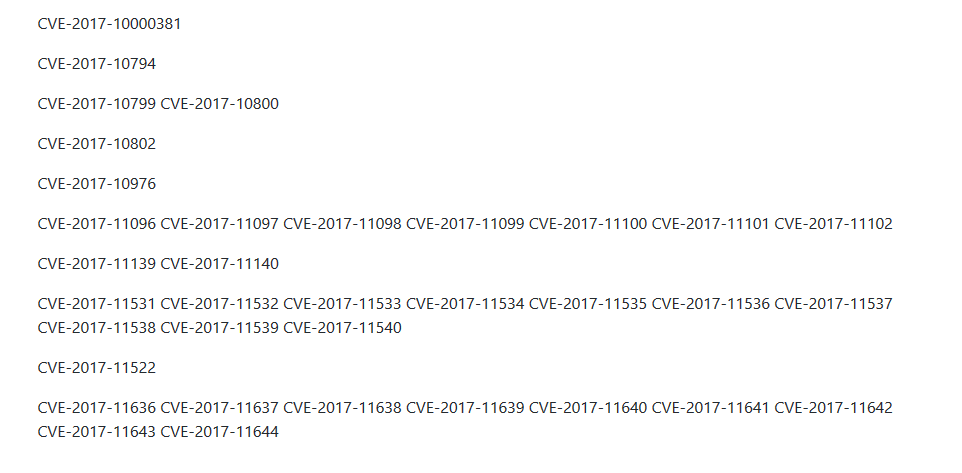 CVE-2017-10000381
CVE-2017-10794
CVE-2017-10799 CVE-2017-10800
CVE-2017-10802
CVE-2017-10976
CVE-2017-11096 CVE-2017-11097 CVE-2017-11098 CVE-2017-11099 CVE-2017-11100 CVE-2017-11101 CVE-2017-11102
CVE-2017-11139 CVE-2017-11140
CVE-2017-11531 CVE-2017-11532 CVE-2017-11533 CVE-2017-11534 CVE-2017-11535 CVE-2017-11536 CVE-2017-11537
CVE-2017-11538 CVE-2017-11539 CVE-2017-11540
CVE-2017-11522
CVE-2017-11636 CVE-2017-11637 CVE-2017-11638 CVE-2017-11639 CVE-2017-11640 CVE-2017-11641 CVE-2017-11642
CVE-2017-11643 CVE-2017-11644